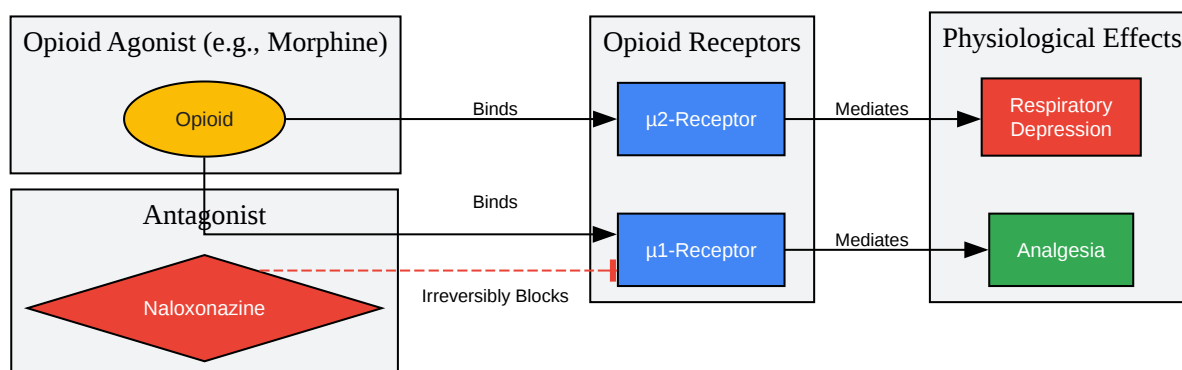 Opioid Agonist (e.g., Morphine)
Opioid Receptors
Physiological Effects
Opioid
Binds
µ2-Receptor
Mediates
Respiratory
Depression
Antagonist
Binds
µ1-Receptor
Mediates
Analgesia
Naloxonazine
Irreversibly Blocks